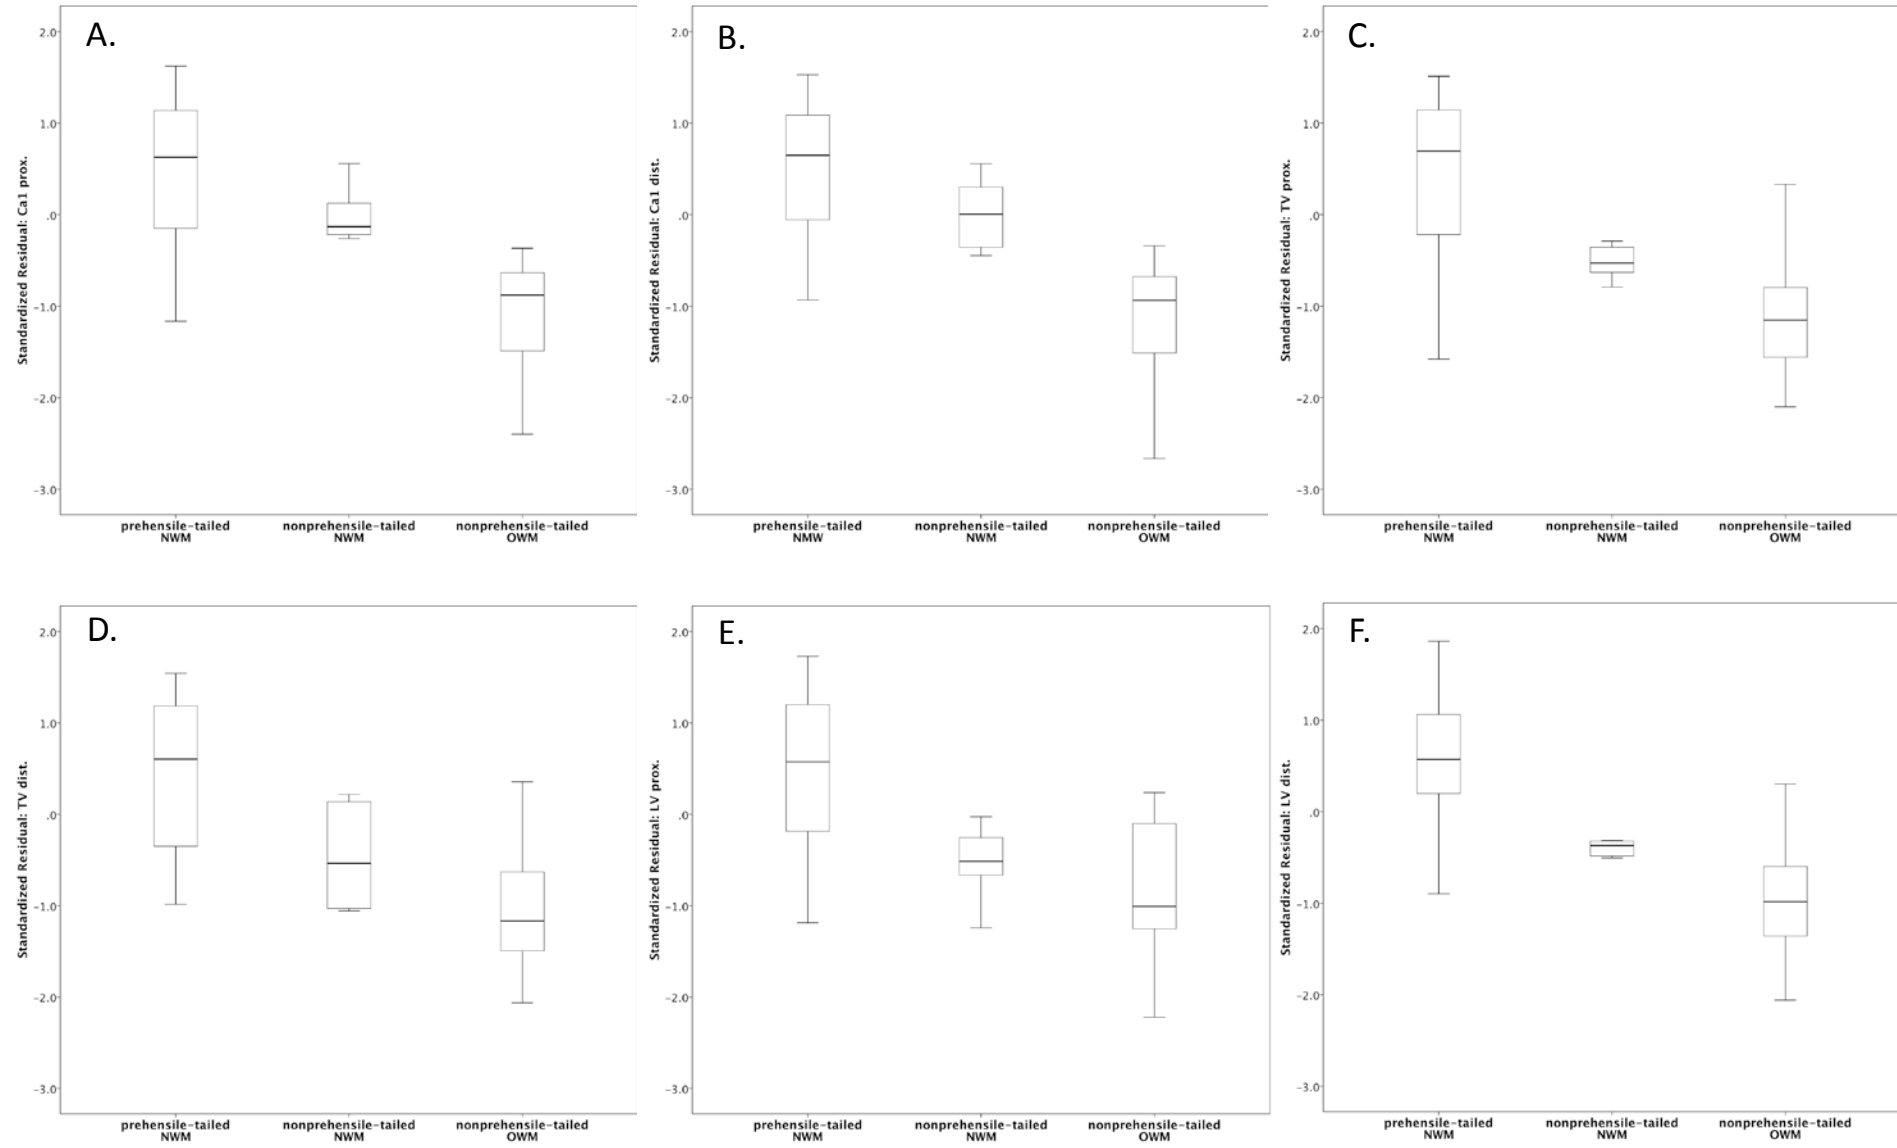 A.
2.0
1.0
.0
-1.0
-2.0
-3.0
Standardized Residual: Ca1 prox.
prehensile-tailed
NWM
nonprehensile-tailed
NWM
nonprehensile-tailed
OWM
B.
2.0
1.0
.0
-1.0
-2.0
-3.0
Standardized Residual: Ca1 dist.
prehensile-tailed
NMW
nonprehensile-tailed
NWM
nonprehensile-tailed
OWM
C.
2.0
1.0
.0
-1.0
-2.0
-3.0
Standardized Residual: TV prox.
prehensile-tailed
NWM
nonprehensile-tailed
NWM
nonprehensile-tailed
OWM
D.
2.0
1.0
.0
-1.0
-2.0
-3.0
Standardized Residual: TV dist.
prehensile-tailed
NWM
nonprehensile-tailed
NWM
nonprehensile-tailed
OWM
E.
2.0
1.0
.0
-1.0
-2.0
-3.0
Standardized Residual: LV prox.
prehensile-tailed
NWM
nonprehensile-tailed
NWM
nonprehensile-tailed
OWM
F.
2.0
1.0
.0
-1.0
-2.0
-3.0
Standardized Residual: LV dist.
prehensile-tailed
NWM
nonprehensile-tailed
NWM
nonprehensile-tailed
OWM